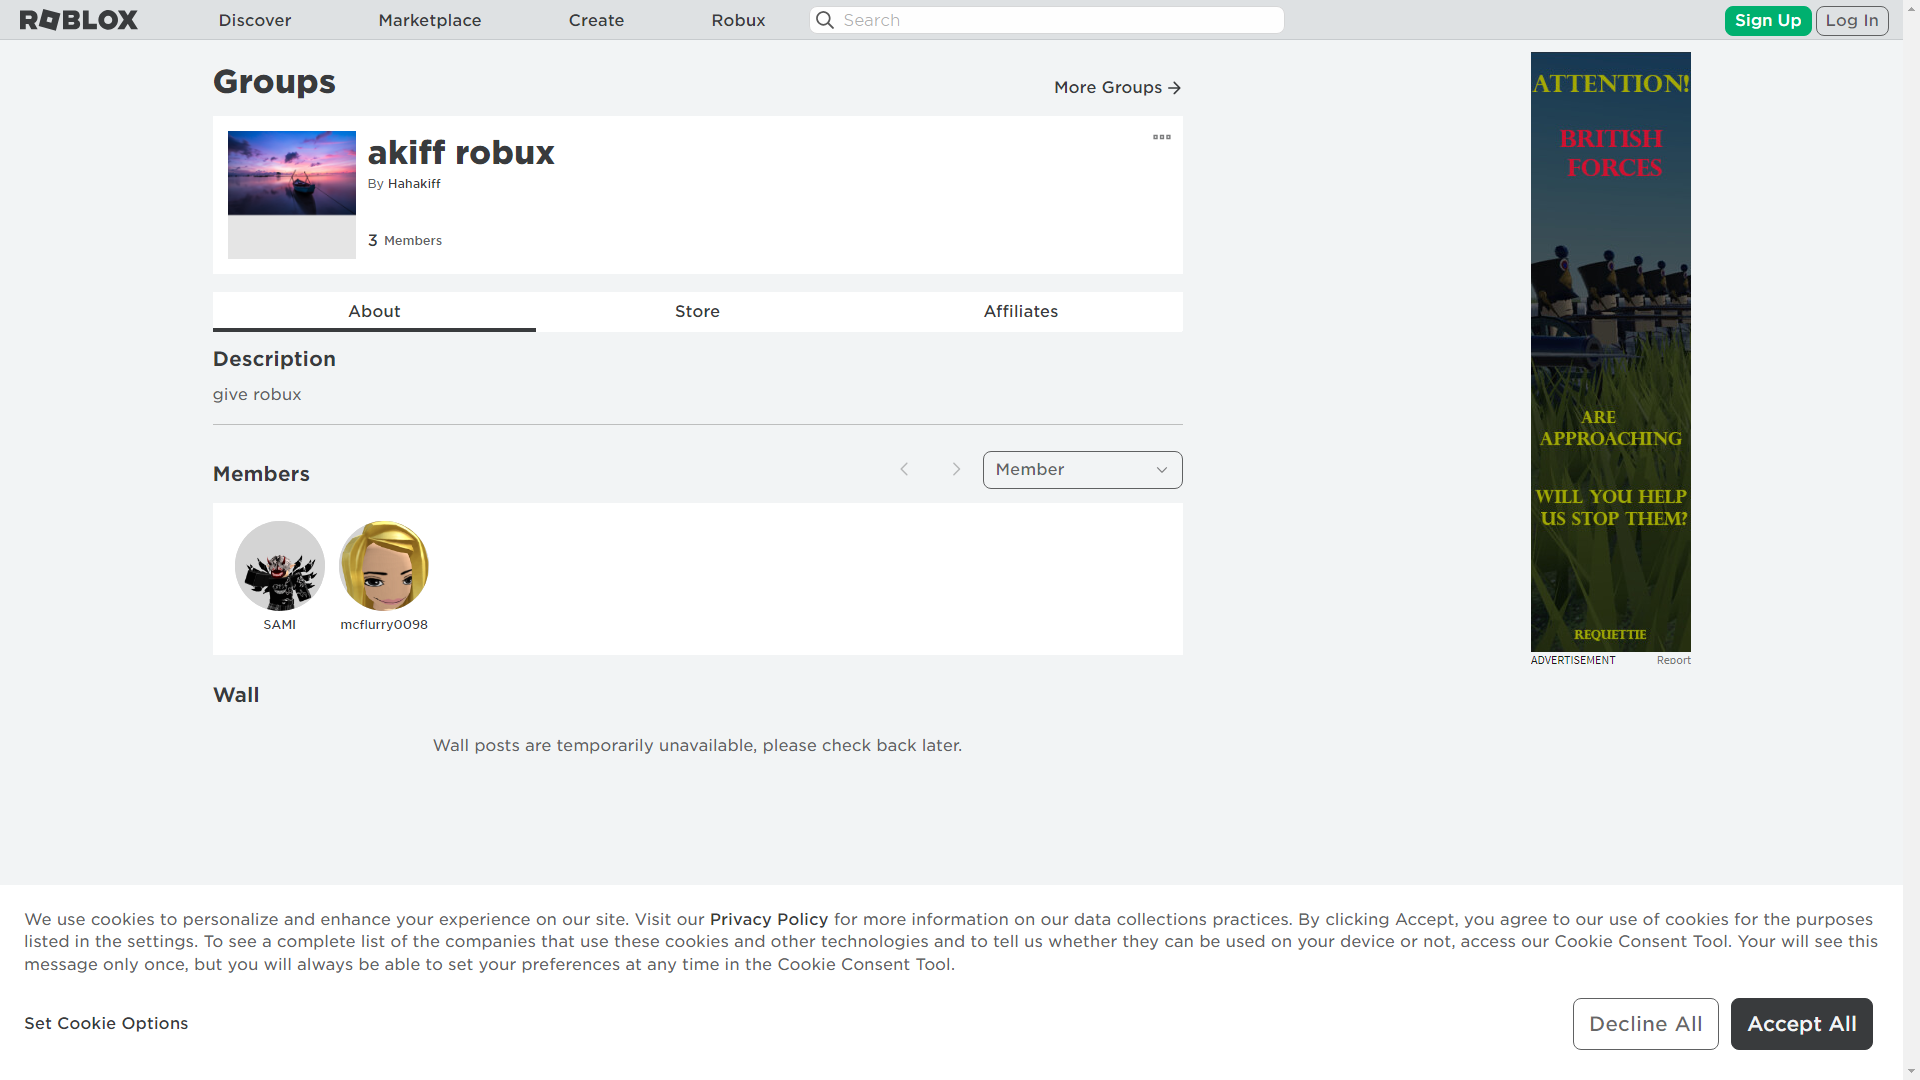 ROBLOX
Discover
Marketplace
Create
Robux
Search
Sign Up
Log In
Groups
More Groups
akiff robux
By Hahakiff
3 Members
About
Store
Affiliates
Description
give robux
Members
Member
SAMI
mcflurry0098
Wall
Wall posts are temporarily unavailable, please check back later.
ATTENTION!
BRITISH
FORCES
ARE
APPROACHING
WILL YOU HELP
US STOP THEM?
REQUETTIE
ADVERTISEMENT
Report
We use cookies to personalize and enhance your experience on our site. Visit our Privacy Policy for more information on our data collections practices. By clicking Accept, you agree to our use of cookies for the purposes
listed in the settings. To see a complete list of the companies that use these cookies and other technologies and to tell us whether they can be used on your device or not, access our Cookie Consent Tool. Your will see this
message only once, but you will always be able to set your preferences at any time in the Cookie Consent Tool.
Set Cookie Options
Decline All
Accept All